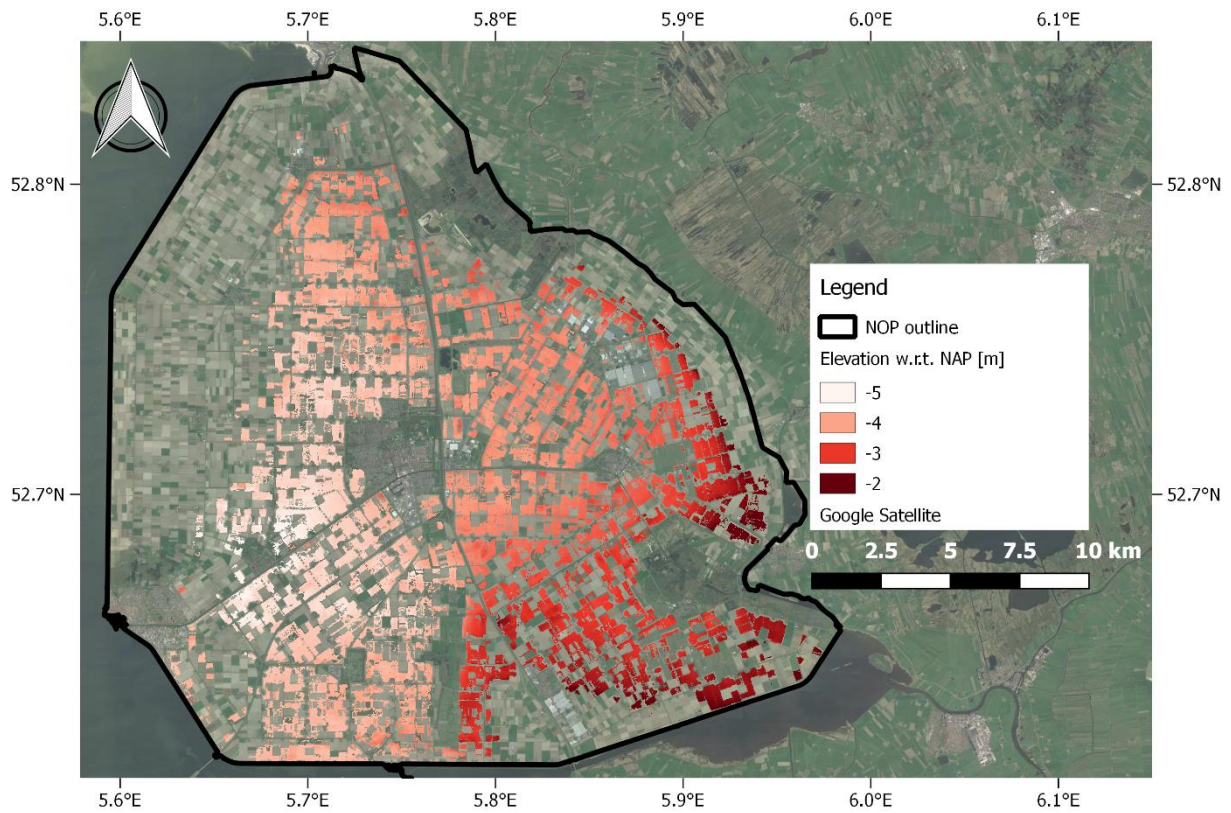 5.6°E 5.7°E 5.8°E 5.9°E 6.0°E 6.1°E
52.8°N 52.8°N
Legend
NOP outline
Elevation w.r.t. NAP [m]
-5
-4
-3
-2
Google Satellite
52.7°N 52.7°N
0 2.5 5 7.5 10 km
5.6°E 5.7°E 5.8°E 5.9°E 6.0°E 6.1°E